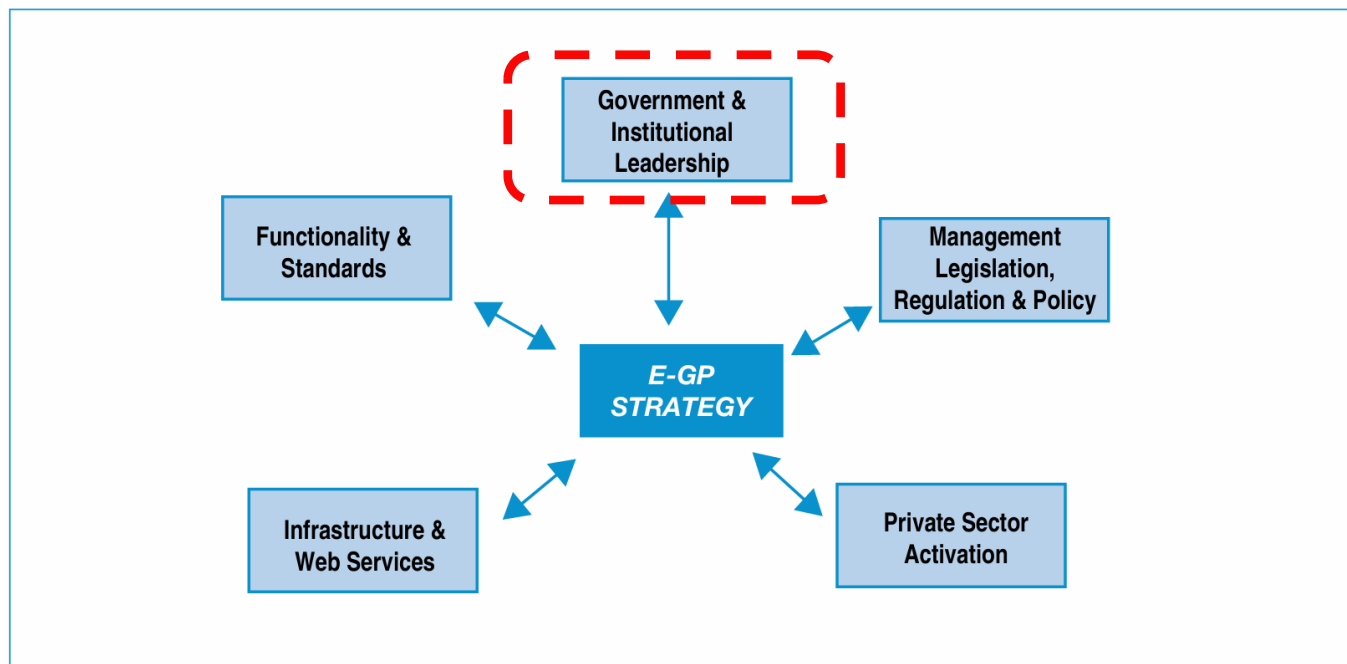 Government &
Institutional
Leadership
Functionality &
Standards
Management
Legislation,
Regulation & Policy
E-GP
STRATEGY
Infrastructure &
Web Services
Private Sector
Activation